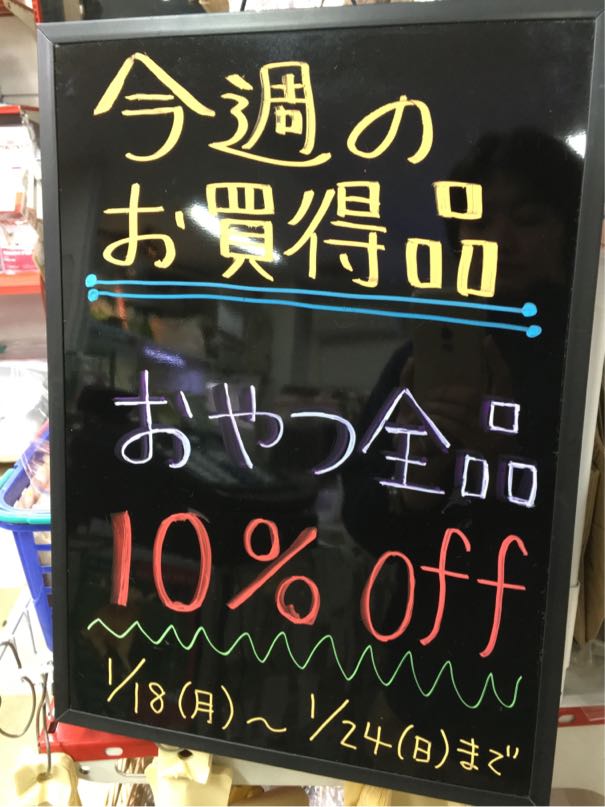 今週の
お買得品
おやつ全品
10% off
1/18(月)～1/24(日)まで